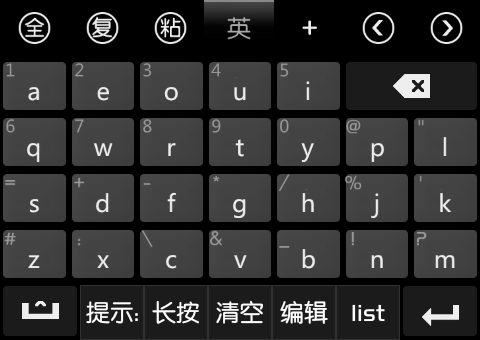 全 复 粘 英 +
1 a 2 e 3 o 4 u 5 i
6 q 7 w 8 r 9 t 0 y @ p " l
= s + d - f * g / h % j ' k
# z : x \ c & v _ b ! n ? m
提示: 长按 清空 编辑 list